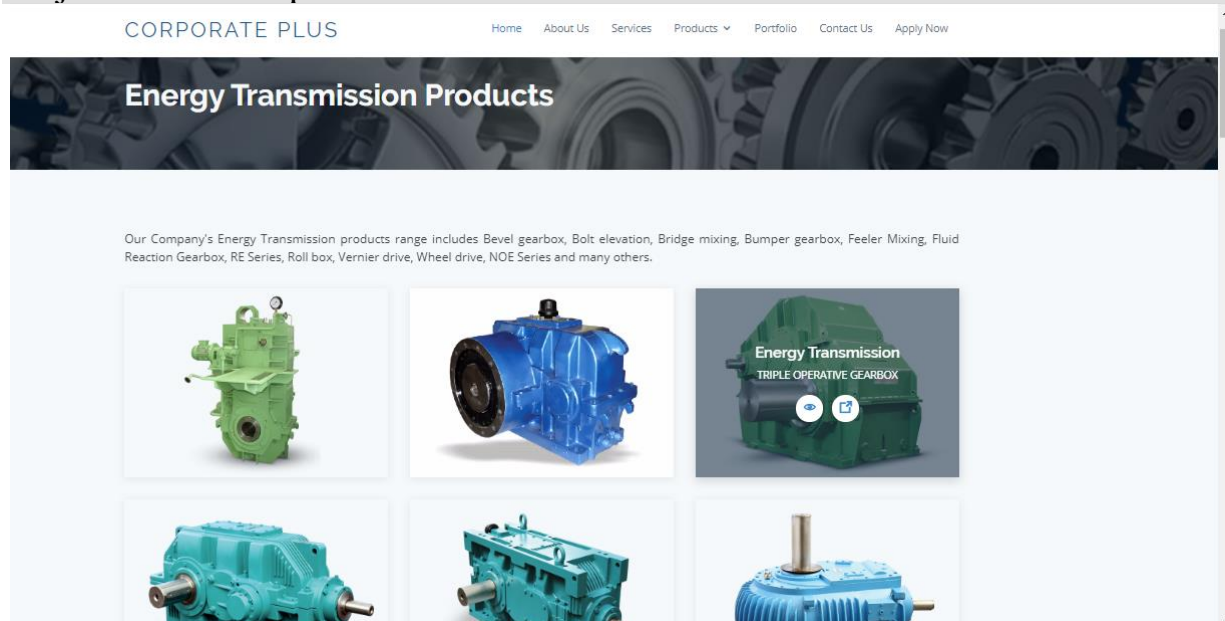 CORPORATE PLUS
Home About Us Services Products Portfolio Contact Us Apply Now
Energy Transmission Products
Our Company's Energy Transmission products range includes Bevel gearbox, Bolt elevation, Bridge mixing, Bumper gearbox, Feeler Mixing, Fluid
Reaction Gearbox, RE Series, Roll box, Vernier drive, Wheel drive, NOE Series and many others.
Energy Transmission
TRIPLE OPERATIVE GEARBOX